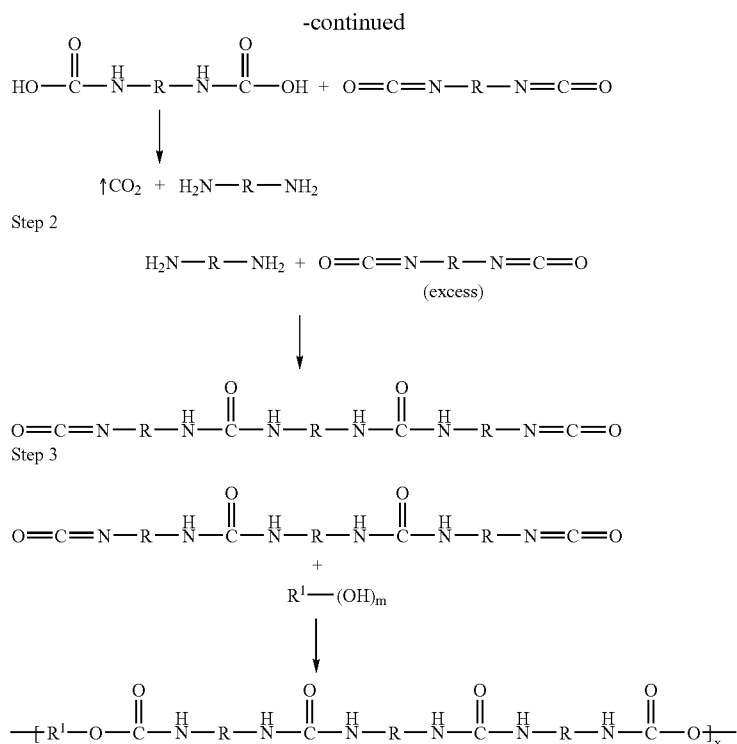 -continued
O O
HO—C—N—R—N—C—OH + O=C=N—R—N=C=O
H H
↑CO₂ + H₂N—R—NH₂
Step 2
H₂N—R—NH₂ + O=C=N—R—N=C=O
(excess)
O O
H H H H
O=C=N—R—N—C—N—R—N—C—N—R—N=C=O
Step 3
O O
H H H H
O=C=N—R—N—C—N—R—N—C—N—R—N=C=O
+
R¹—(OH)ₘ
O O O O
H H H H H H
—[R¹—O—C—N—R—N—C—N—R—N—C—N—R—N—C—O—]ₓ